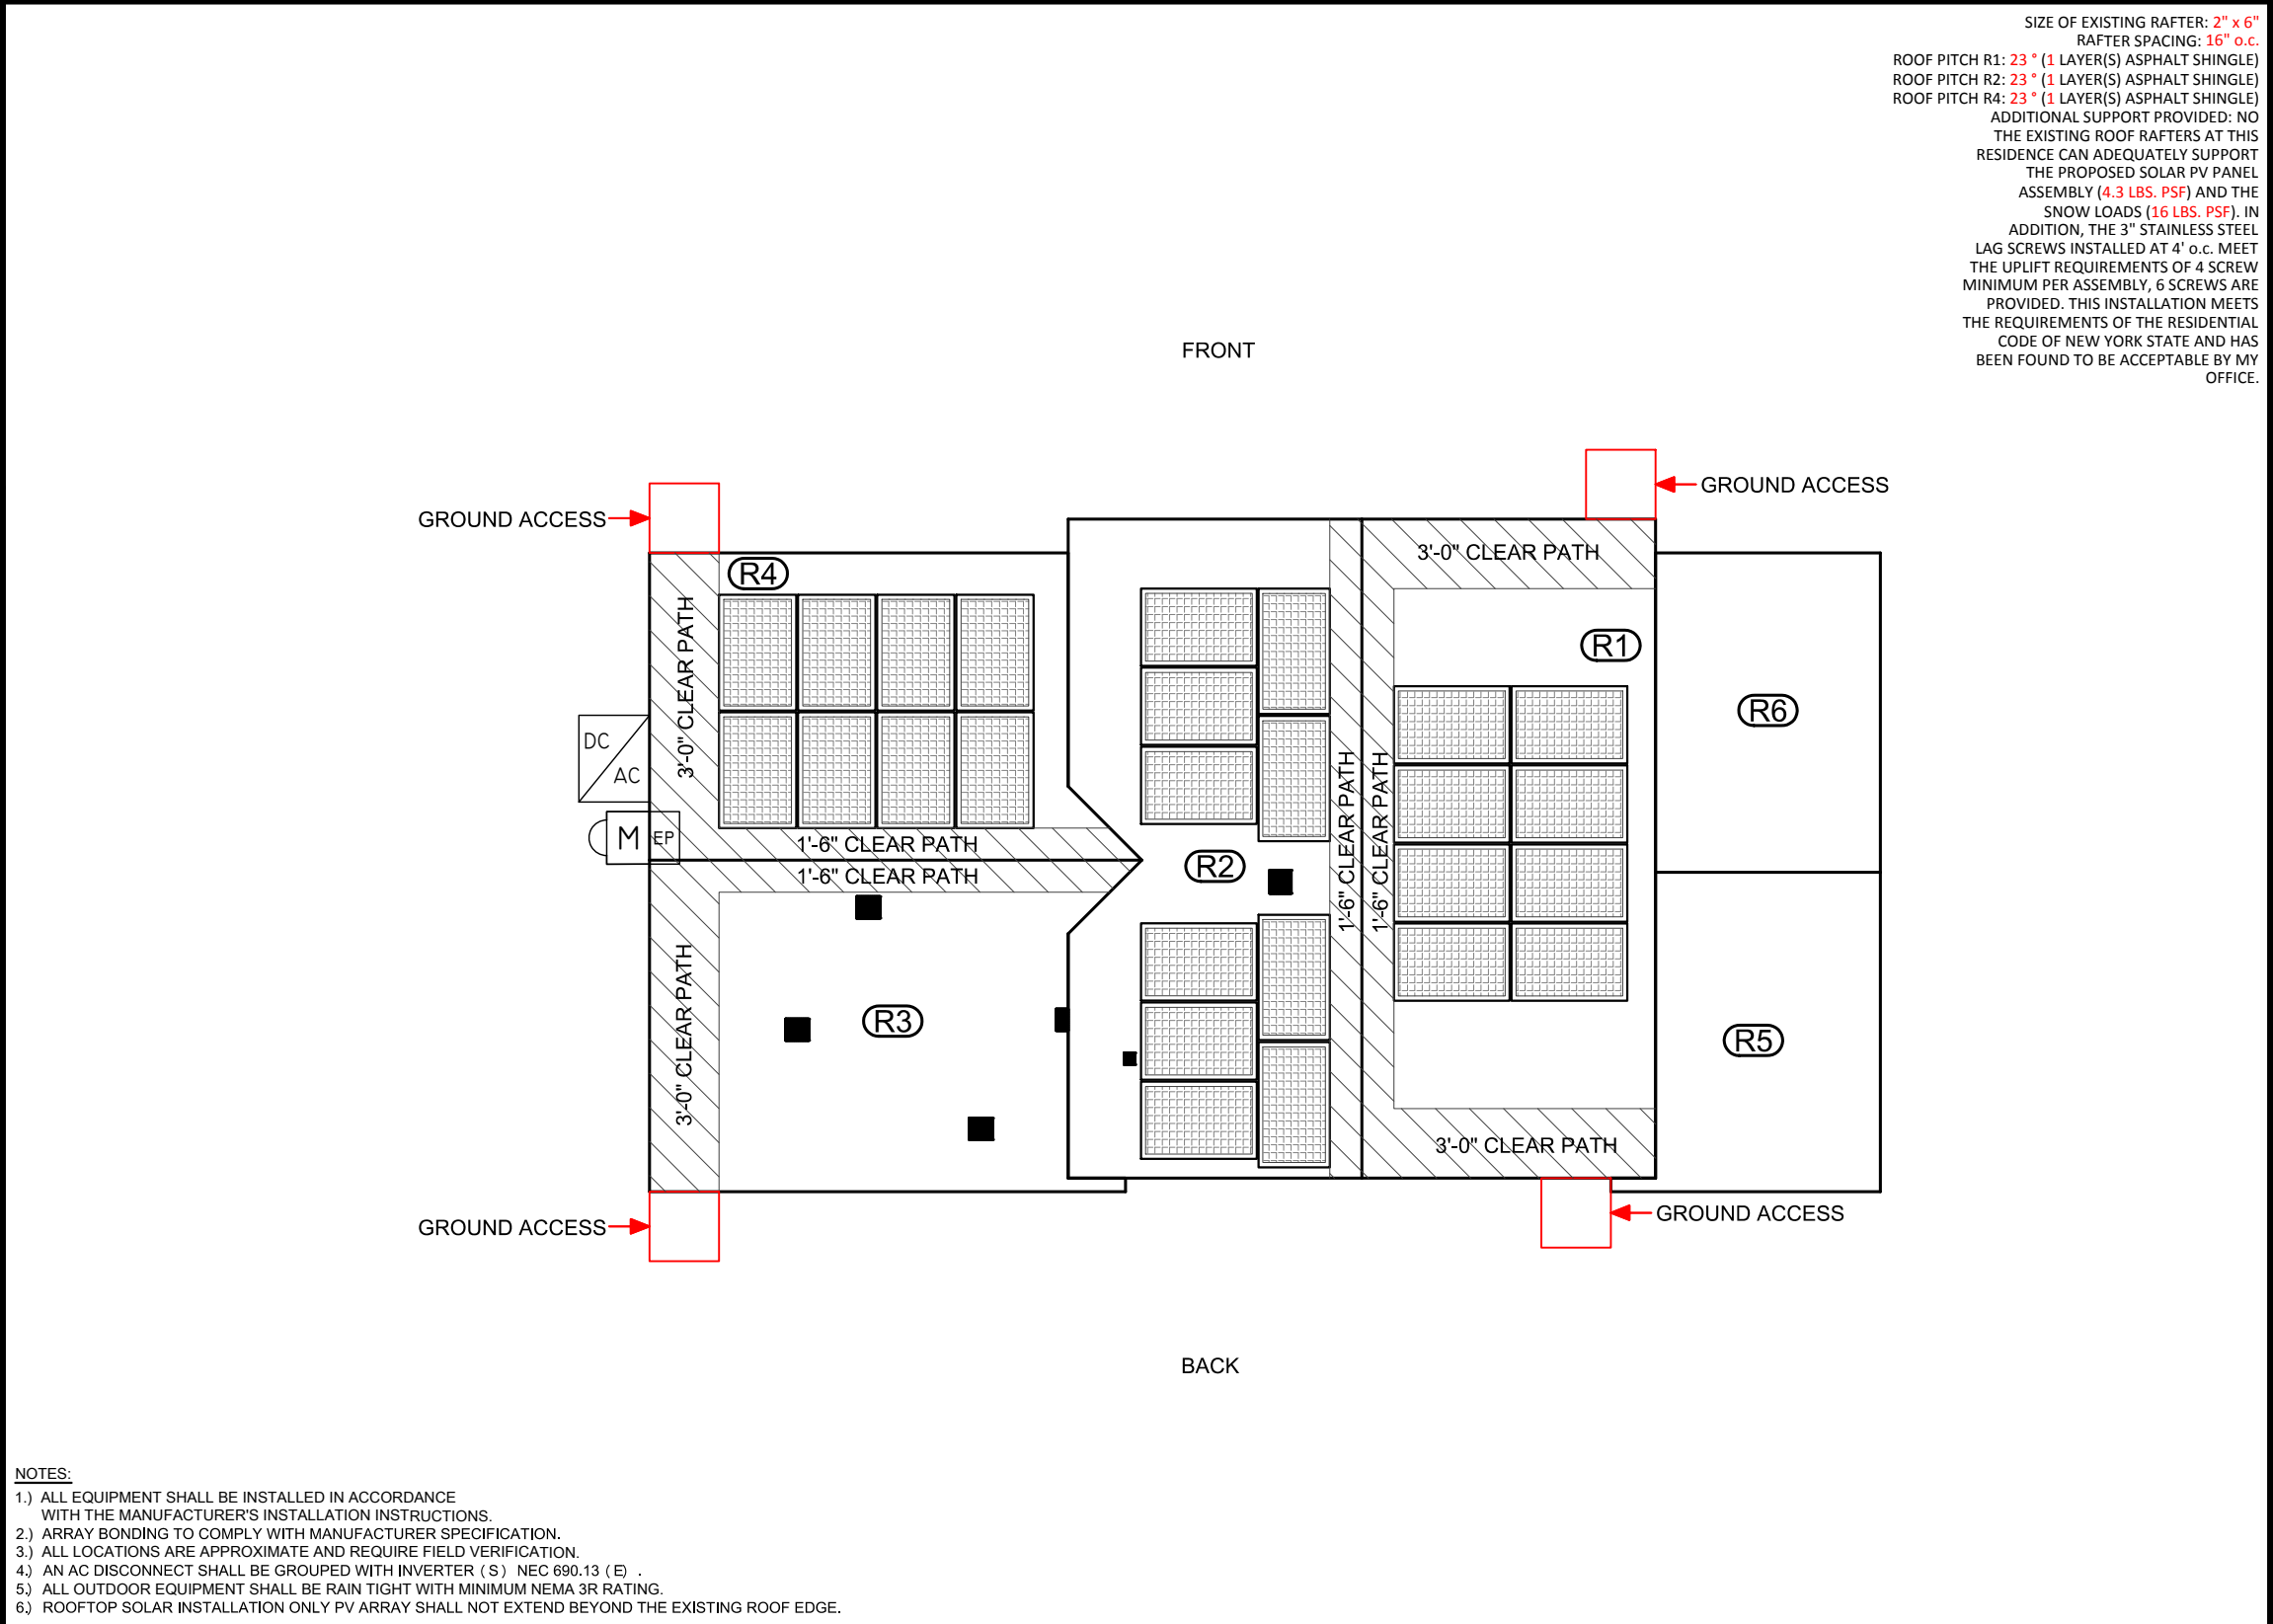 SIZE OF EXISTING RAFTER: 2" x 6"
RAFTER SPACING: 16" o.c.
ROOF PITCH R1: 23 ° (1 LAYER(S) ASPHALT SHINGLE)
ROOF PITCH R2: 23 ° (1 LAYER(S) ASPHALT SHINGLE)
ROOF PITCH R4: 23 ° (1 LAYER(S) ASPHALT SHINGLE)
ADDITIONAL SUPPORT PROVIDED: NO
THE EXISTING ROOF RAFTERS AT THIS
RESIDENCE CAN ADEQUATELY SUPPORT
THE PROPOSED SOLAR PV PANEL
ASSEMBLY (4.3 LBS. PSF) AND THE
SNOW LOADS (16 LBS. PSF). IN
ADDITION, THE 3" STAINLESS STEEL
LAG SCREWS INSTALLED AT 4' o.c. MEET
THE UPLIFT REQUIREMENTS OF 4 SCREW
MINIMUM PER ASSEMBLY, 6 SCREWS ARE
PROVIDED. THIS INSTALLATION MEETS
THE REQUIREMENTS OF THE RESIDENTIAL
CODE OF NEW YORK STATE AND HAS
BEEN FOUND TO BE ACCEPTABLE BY MY
OFFICE.
FRONT
GROUND ACCESS
GROUND ACCESS
3'-0" CLEAR PATH
R4
3'-0" CLEAR PATH
R1
R6
DC
AC
M
EP
1'-6" CLEAR PATH
1'-6" CLEAR PATH
R2
1'-6" CLEAR PATH
1'-6" CLEAR PATH
3'-0" CLEAR PATH
R3
R5
3'-0" CLEAR PATH
GROUND ACCESS
GROUND ACCESS
BACK
NOTES:
1.) ALL EQUIPMENT SHALL BE INSTALLED IN ACCORDANCE
WITH THE MANUFACTURER'S INSTALLATION INSTRUCTIONS.
2.) ARRAY BONDING TO COMPLY WITH MANUFACTURER SPECIFICATION.
3.) ALL LOCATIONS ARE APPROXIMATE AND REQUIRE FIELD VERIFICATION.
4.) AN AC DISCONNECT SHALL BE GROUPED WITH INVERTER (S) NEC 690.13 (E) .
5.) ALL OUTDOOR EQUIPMENT SHALL BE RAIN TIGHT WITH MINIMUM NEMA 3R RATING.
6.) ROOFTOP SOLAR INSTALLATION ONLY PV ARRAY SHALL NOT EXTEND BEYOND THE EXISTING ROOF EDGE.